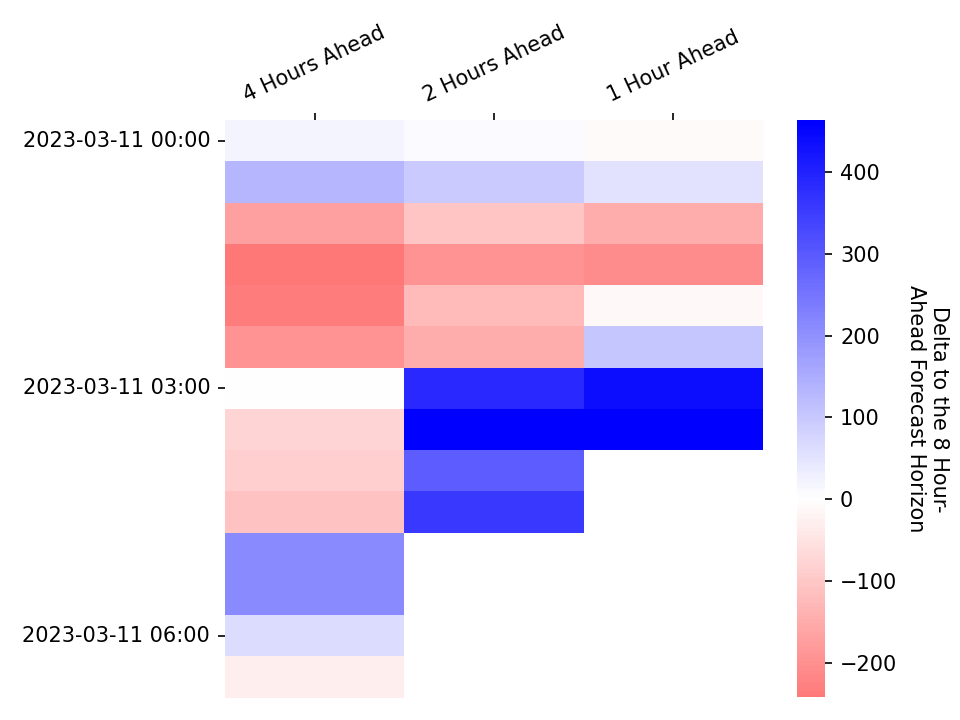 4 Hours Ahead
2 Hours Ahead
1 Hour Ahead
2023-03-11 00:00
2023-03-11 03:00
2023-03-11 06:00
400
300
200
100
0
−100
−200
Delta to the 8 Hour-
Ahead Forecast Horizon